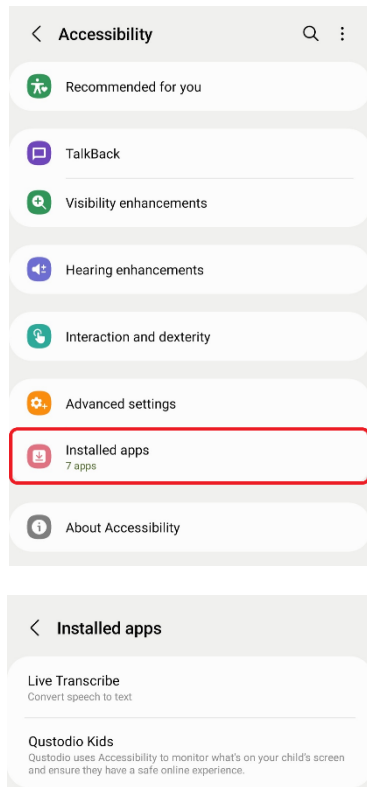 Accessibility
Recommended for you
TalkBack
Visibility enhancements
Hearing enhancements
Interaction and dexterity
Advanced settings
Installed apps
7 apps
About Accessibility
Installed apps
Live Transcribe
Convert speech to text
Qustodio Kids
Qustodio uses Accessibility to monitor what's on your child's screen
and ensure they have a safe online experience.